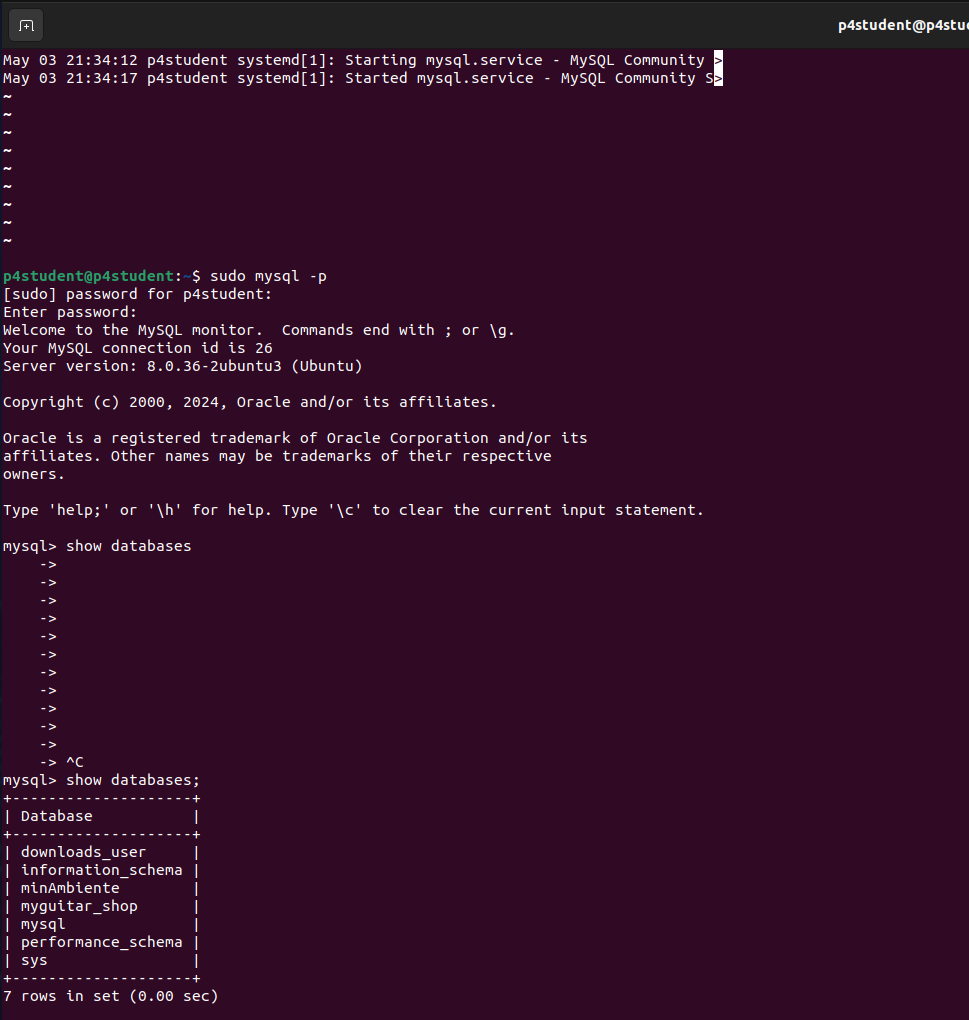 p4student@p4stu
May 03 21:34:12 p4student systemd[1]: Starting mysql.service - MySQL Community >
May 03 21:34:17 p4student systemd[1]: Started mysql.service - MySQL Community S>
~
~
~
~
~
~
~
~
~
p4student@p4student:~$ sudo mysql -p
[sudo] password for p4student:
Enter password:
Welcome to the MySQL monitor.  Commands end with ; or \g.
Your MySQL connection id is 26
Server version: 8.0.36-2ubuntu3 (Ubuntu)

Copyright (c) 2000, 2024, Oracle and/or its affiliates.

Oracle is a registered trademark of Oracle Corporation and/or its
affiliates. Other names may be trademarks of their respective
owners.

Type 'help;' or '\h' for help. Type '\c' to clear the current input statement.

mysql> show databases
    ->
    ->
    ->
    ->
    ->
    ->
    ->
    ->
    ->
    ->
    ->
    -> ^C
mysql> show databases;
+--------------------+
| Database           |
+--------------------+
| downloads_user     |
| information_schema |
| minAmbiente        |
| myguitar_shop      |
| mysql              |
| performance_schema |
| sys                |
+--------------------+
7 rows in set (0.00 sec)